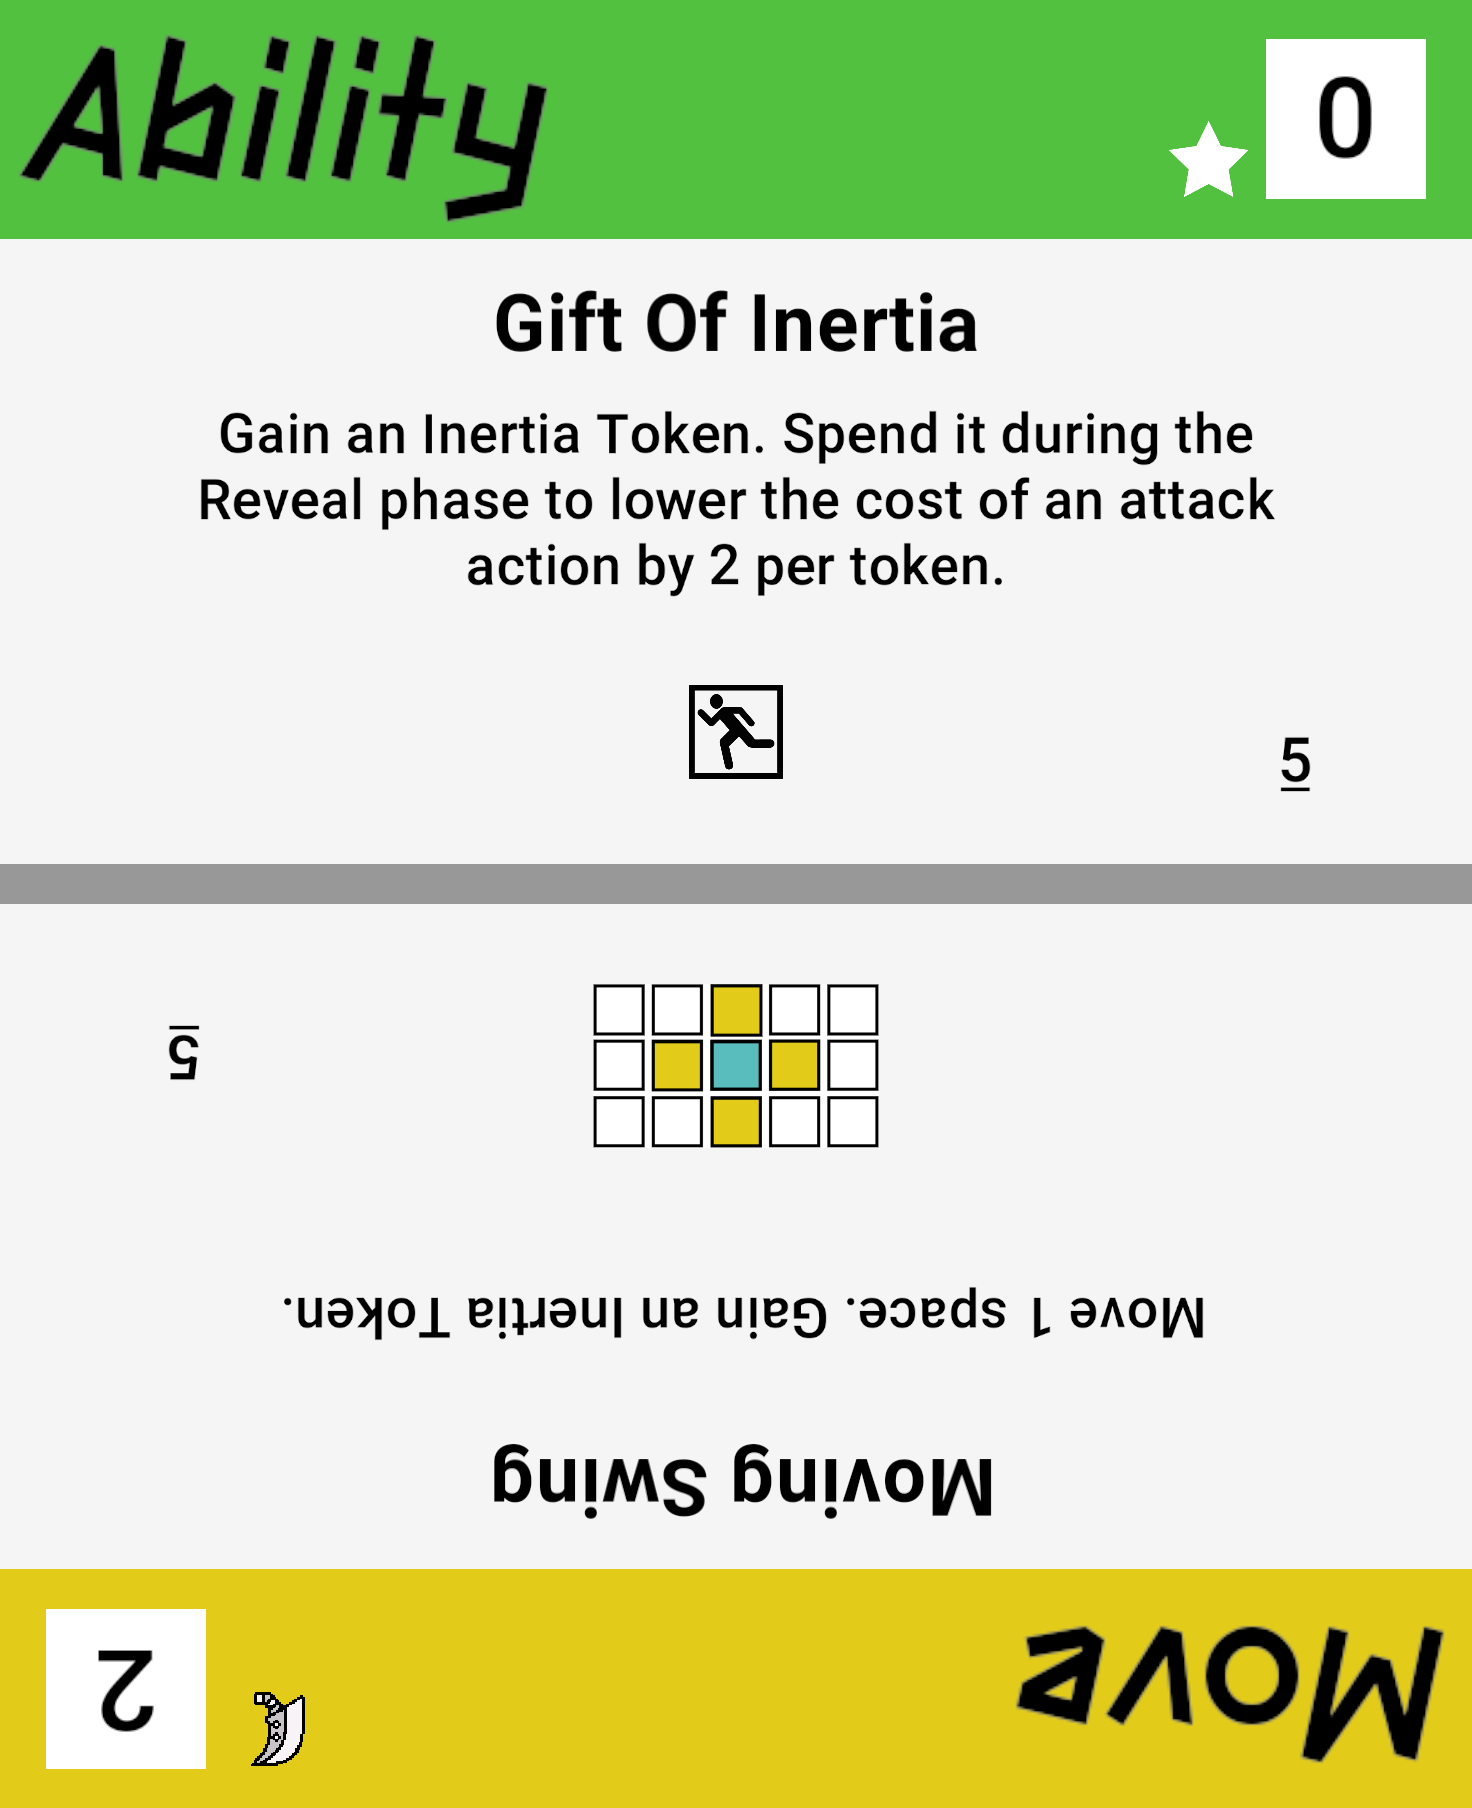 Ability
0
Gift Of Inertia
Gain an Inertia Token. Spend it during the
Reveal phase to lower the cost of an attack
action by 2 per token.
5
Move
2
Moving Swing
Move 1 space. Gain an Inertia Token.
5